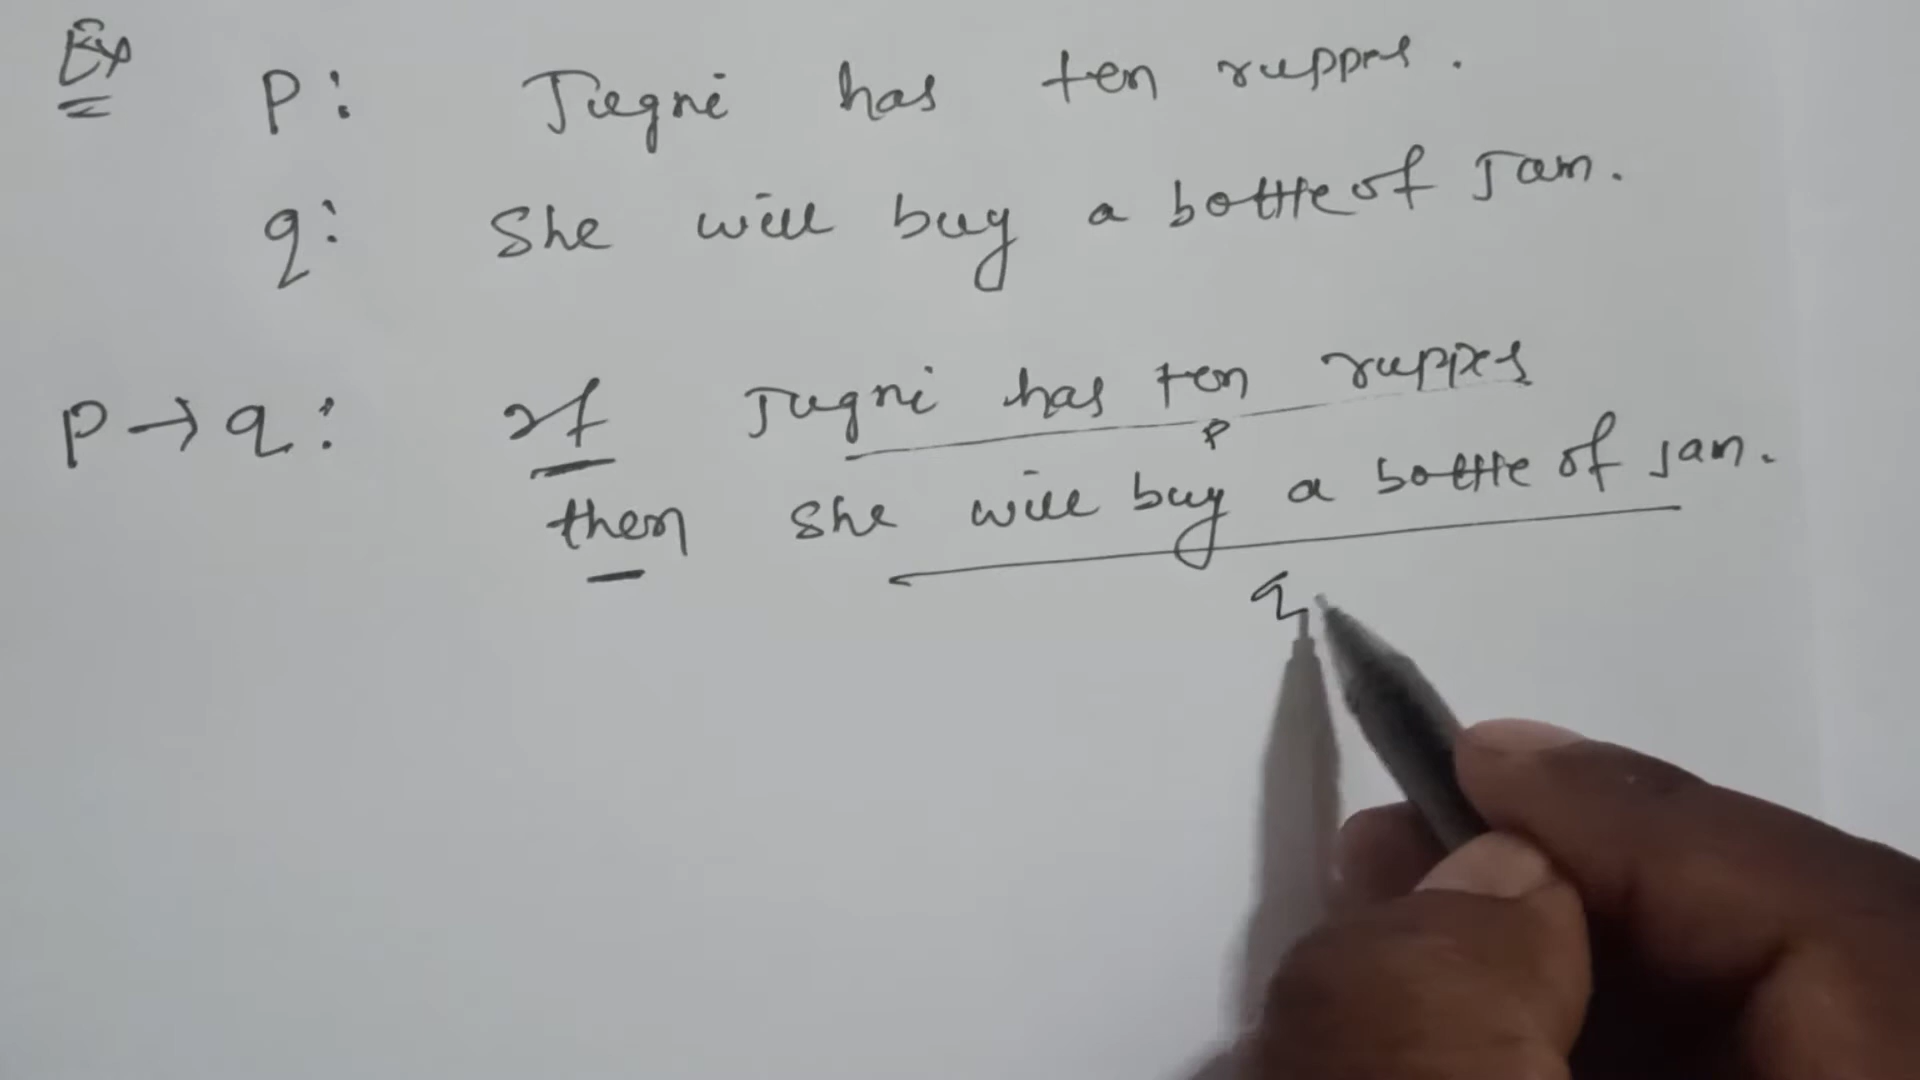 Ex
P: Jugni has ten ruppes.
q: She will buy a bottle of Jam.
P → q: If Jugni has ten ruppes
P
then she will buy a bottle of jam.
q